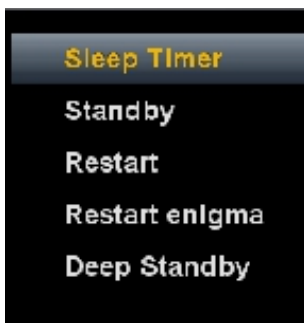 Sleep Timer
Standby
Restart
Restart enigma
Deep Standby